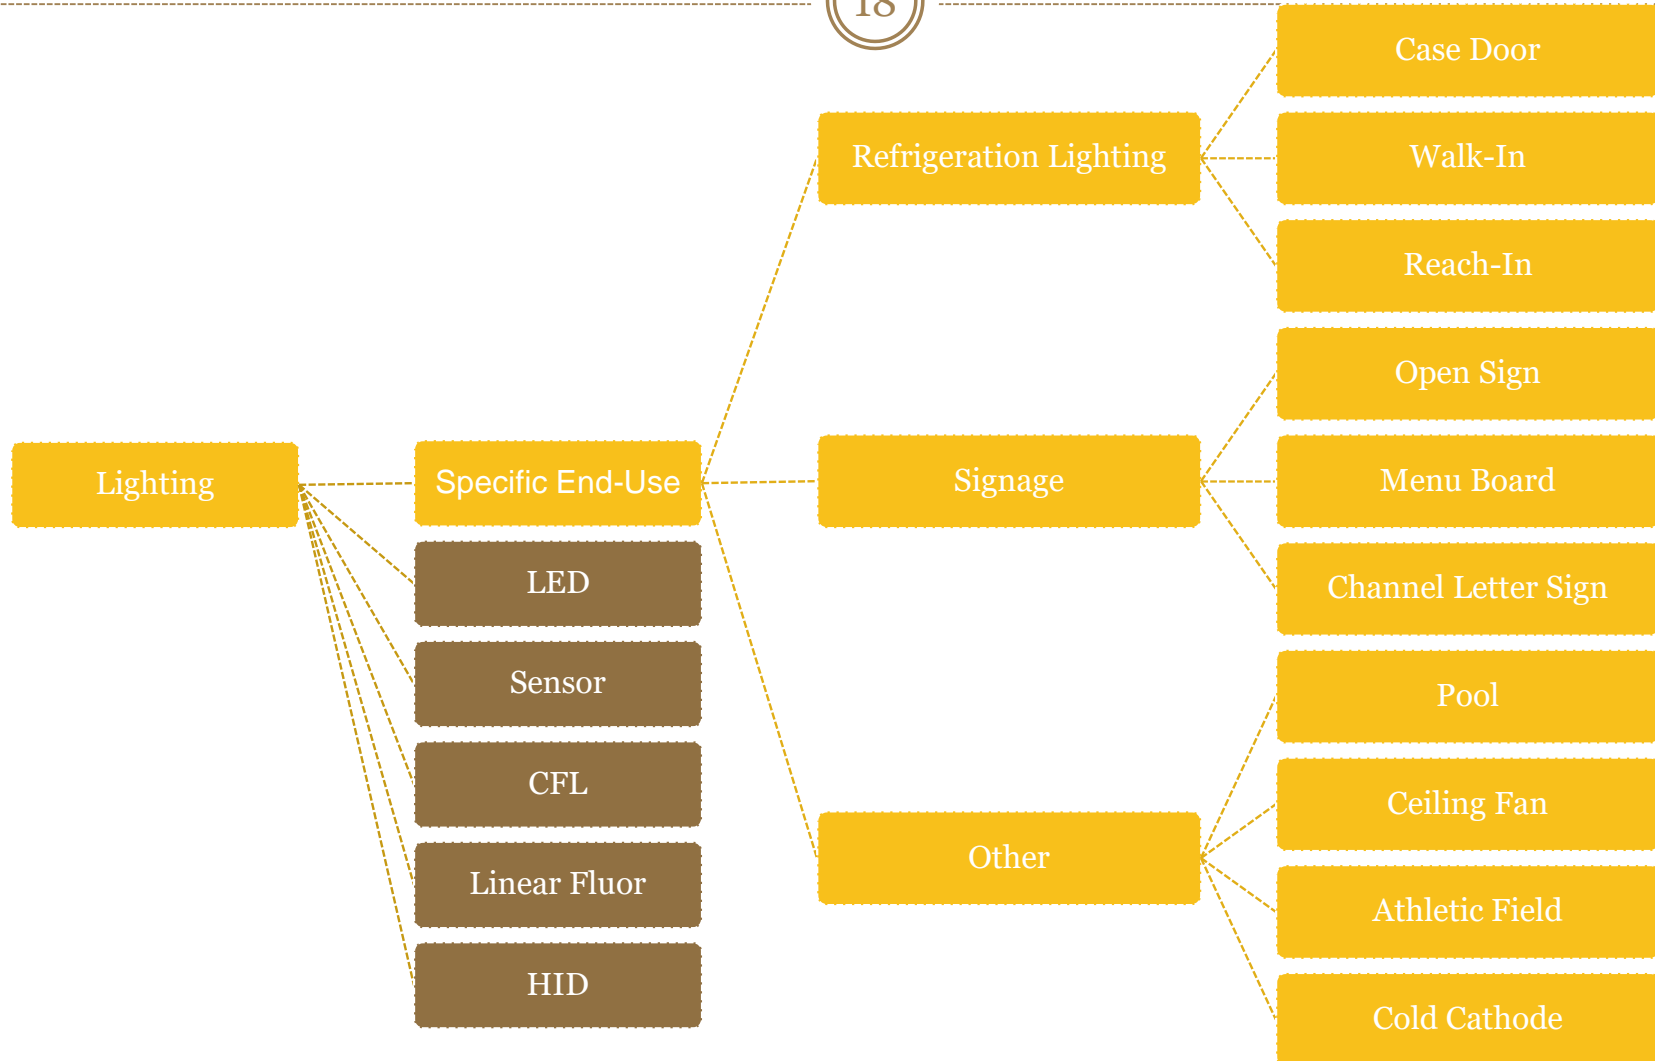 18
Case Door
Refrigeration Lighting
Walk-In
Reach-In
Open Sign
Lighting
Specific End-Use
Signage
Menu Board
LED
Channel Letter Sign
Sensor
Pool
CFL
Ceiling Fan
Other
Linear Fluor
Athletic Field
HID
Cold Cathode